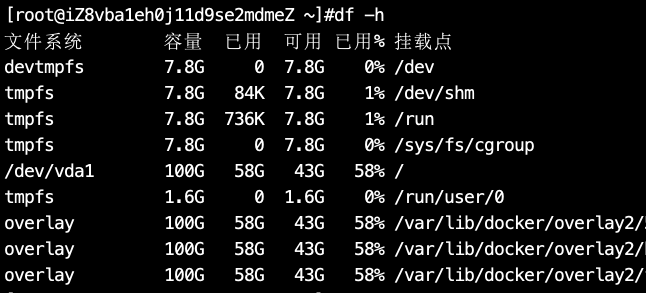 [root@iZ8vba1eh0j11d9se2mdmeZ ~]#df -h
文件系统 容量 已用 可用 已用% 挂载点
devtmpfs 7.8G 0 7.8G 0% /dev
tmpfs 7.8G 84K 7.8G 1% /dev/shm
tmpfs 7.8G 736K 7.8G 1% /run
tmpfs 7.8G 0 7.8G 0% /sys/fs/cgroup
/dev/vda1 100G 58G 43G 58% /
tmpfs 1.6G 0 1.6G 0% /run/user/0
overlay 100G 58G 43G 58% /var/lib/docker/overlay2/
overlay 100G 58G 43G 58% /var/lib/docker/overlay2/
overlay 100G 58G 43G 58% /var/lib/docker/overlay2/